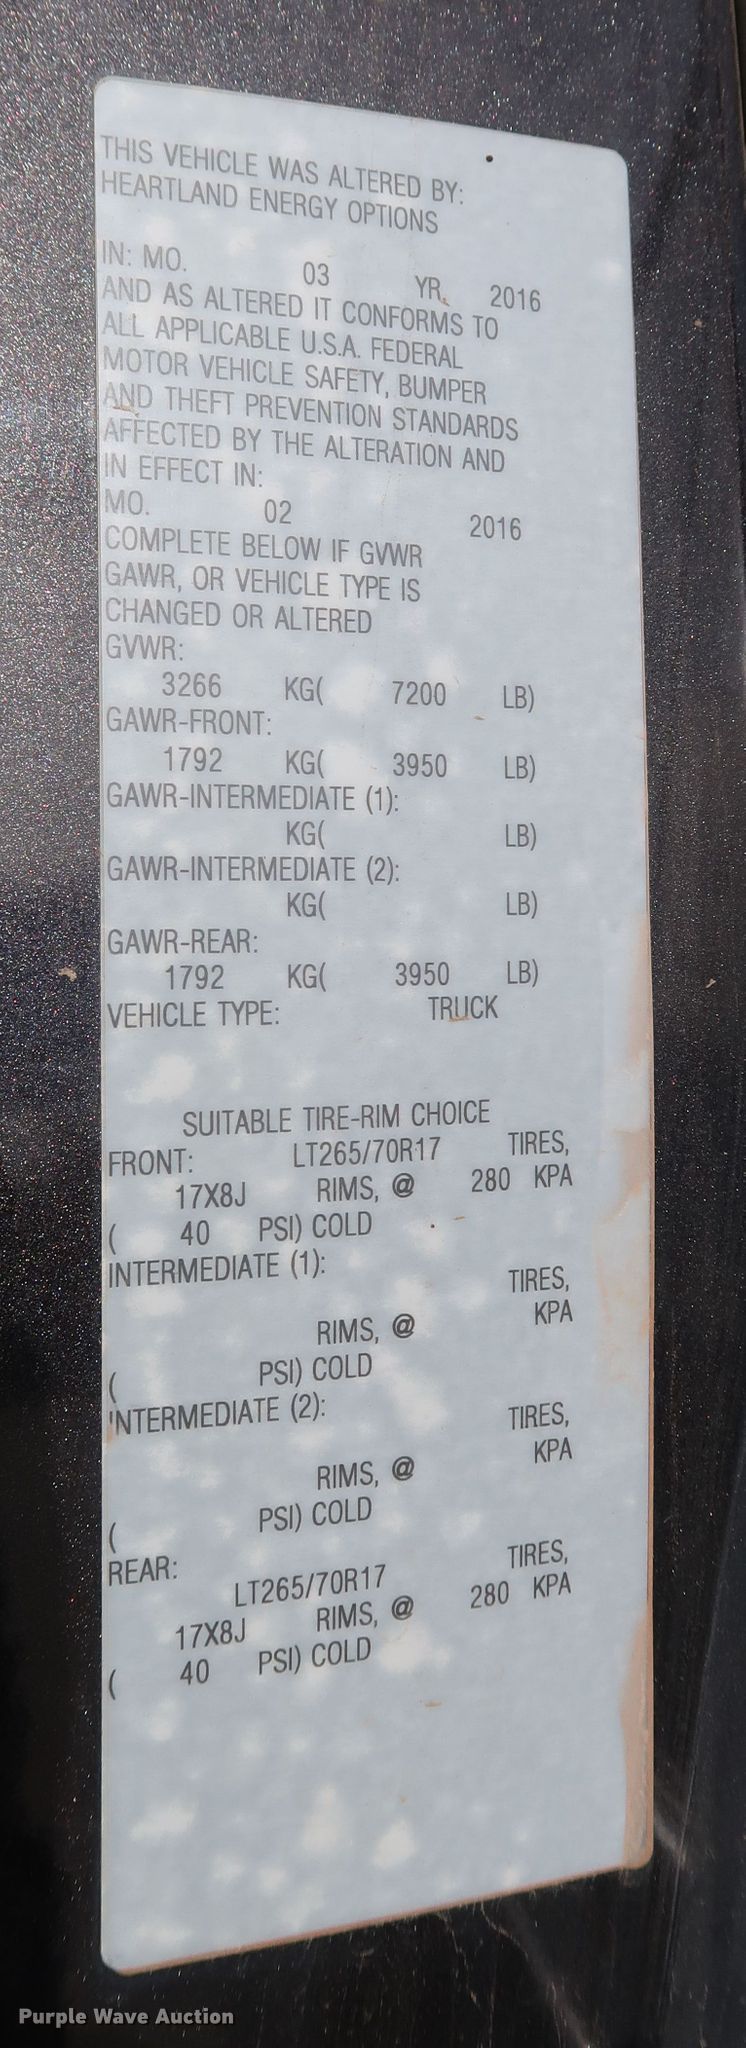 THIS VEHICLE WAS ALTERED BY:
HEARTLAND ENERGY OPTIONS
IN: MO. 03 YR. 2016
AND AS ALTERED IT CONFORMS TO
ALL APPLICABLE U.S.A. FEDERAL
MOTOR VEHICLE SAFETY, BUMPER
AND THEFT PREVENTION STANDARDS
AFFECTED BY THE ALTERATION AND
IN EFFECT IN:
MO. 02 2016
COMPLETE BELOW IF GVWR
GAWR, OR VEHICLE TYPE IS
CHANGED OR ALTERED
GVWR:
3266 KG( 7200 LB)
GAWR-FRONT:
1792 KG( 3950 LB)
GAWR-INTERMEDIATE (1):
KG( LB)
GAWR-INTERMEDIATE (2):
KG( LB)
GAWR-REAR:
1792 KG( 3950 LB)
VEHICLE TYPE: TRUCK
SUITABLE TIRE-RIM CHOICE
FRONT: LT265/70R17 TIRES,
17X8J RIMS, @ 280 KPA
( 40 PSI) COLD
INTERMEDIATE (1):
TIRES,
RIMS, @ KPA
( PSI) COLD
INTERMEDIATE (2):
TIRES,
RIMS, @ KPA
( PSI) COLD
REAR:
LT265/70R17 TIRES,
17X8J RIMS, @ 280 KPA
( 40 PSI) COLD
Purple Wave Auction